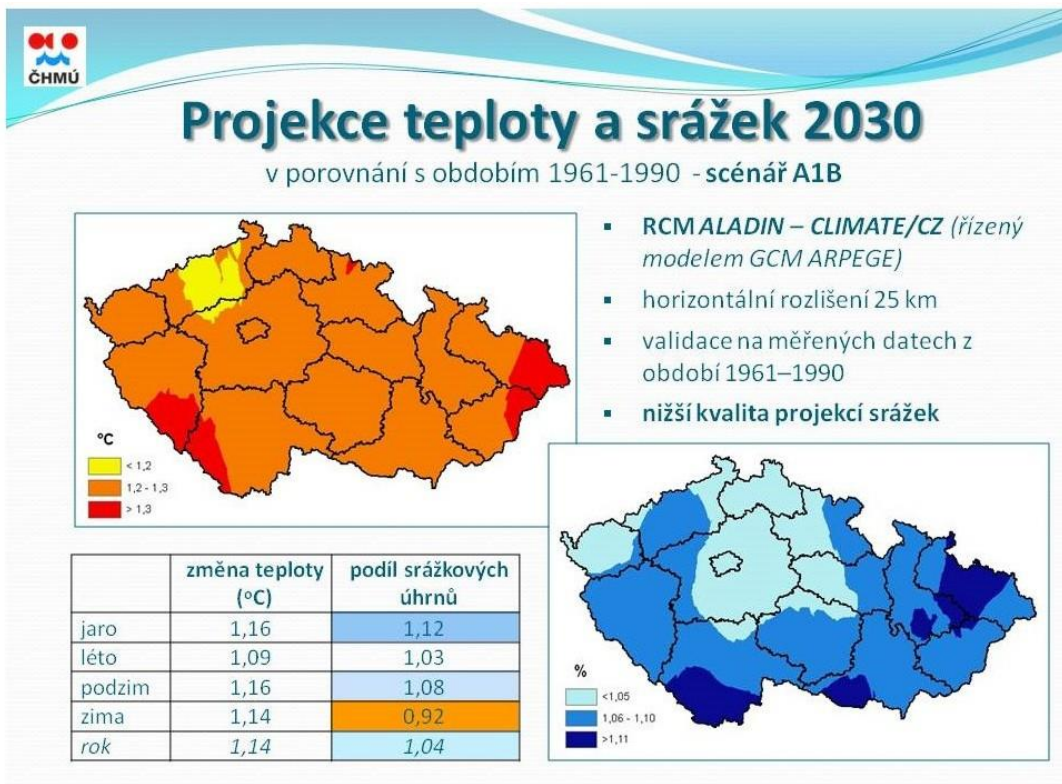 ČHMÚ
Projekce teploty a srážek 2030
v porovnání s obdobím 1961-1990 - scénář A1B
▪ RCM ALADIN – CLIMATE/CZ (řízený
modelem GCM ARPEGE)
▪ horizontální rozlišení 25 km
▪ validace na měřených datech z
období 1961–1990
▪ nižší kvalita projekcí srážek
°C
< 1,2
1,2 - 1,3
> 1,3
změna teploty podíl srážkových
(°C) úhrnů
jaro 1,16 1,12
léto 1,09 1,03
podzim 1,16 1,08
zima 1,14 0,92
rok 1,14 1,04
%
<1,05
1,06 - 1,10
>1,11